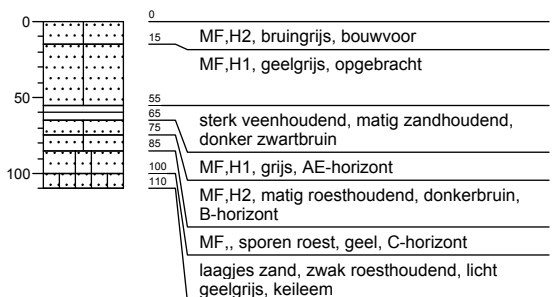 0
50
100
0
15
MF,H2, bruingrijs, bouwvoor
MF,H1, geelgrijs, opgebracht
55
65
sterk veenhoudend, matig zandhoudend,
donker zwartbruin
75
MF,H1, grijs, AE-horizont
85
MF,H2, matig roesthoudend, donkerbruin,
B-horizont
100
MF,, sporen roest, geel, C-horizont
110
laagjes zand, zwak roesthoudend, licht
geelgrijs, keileem